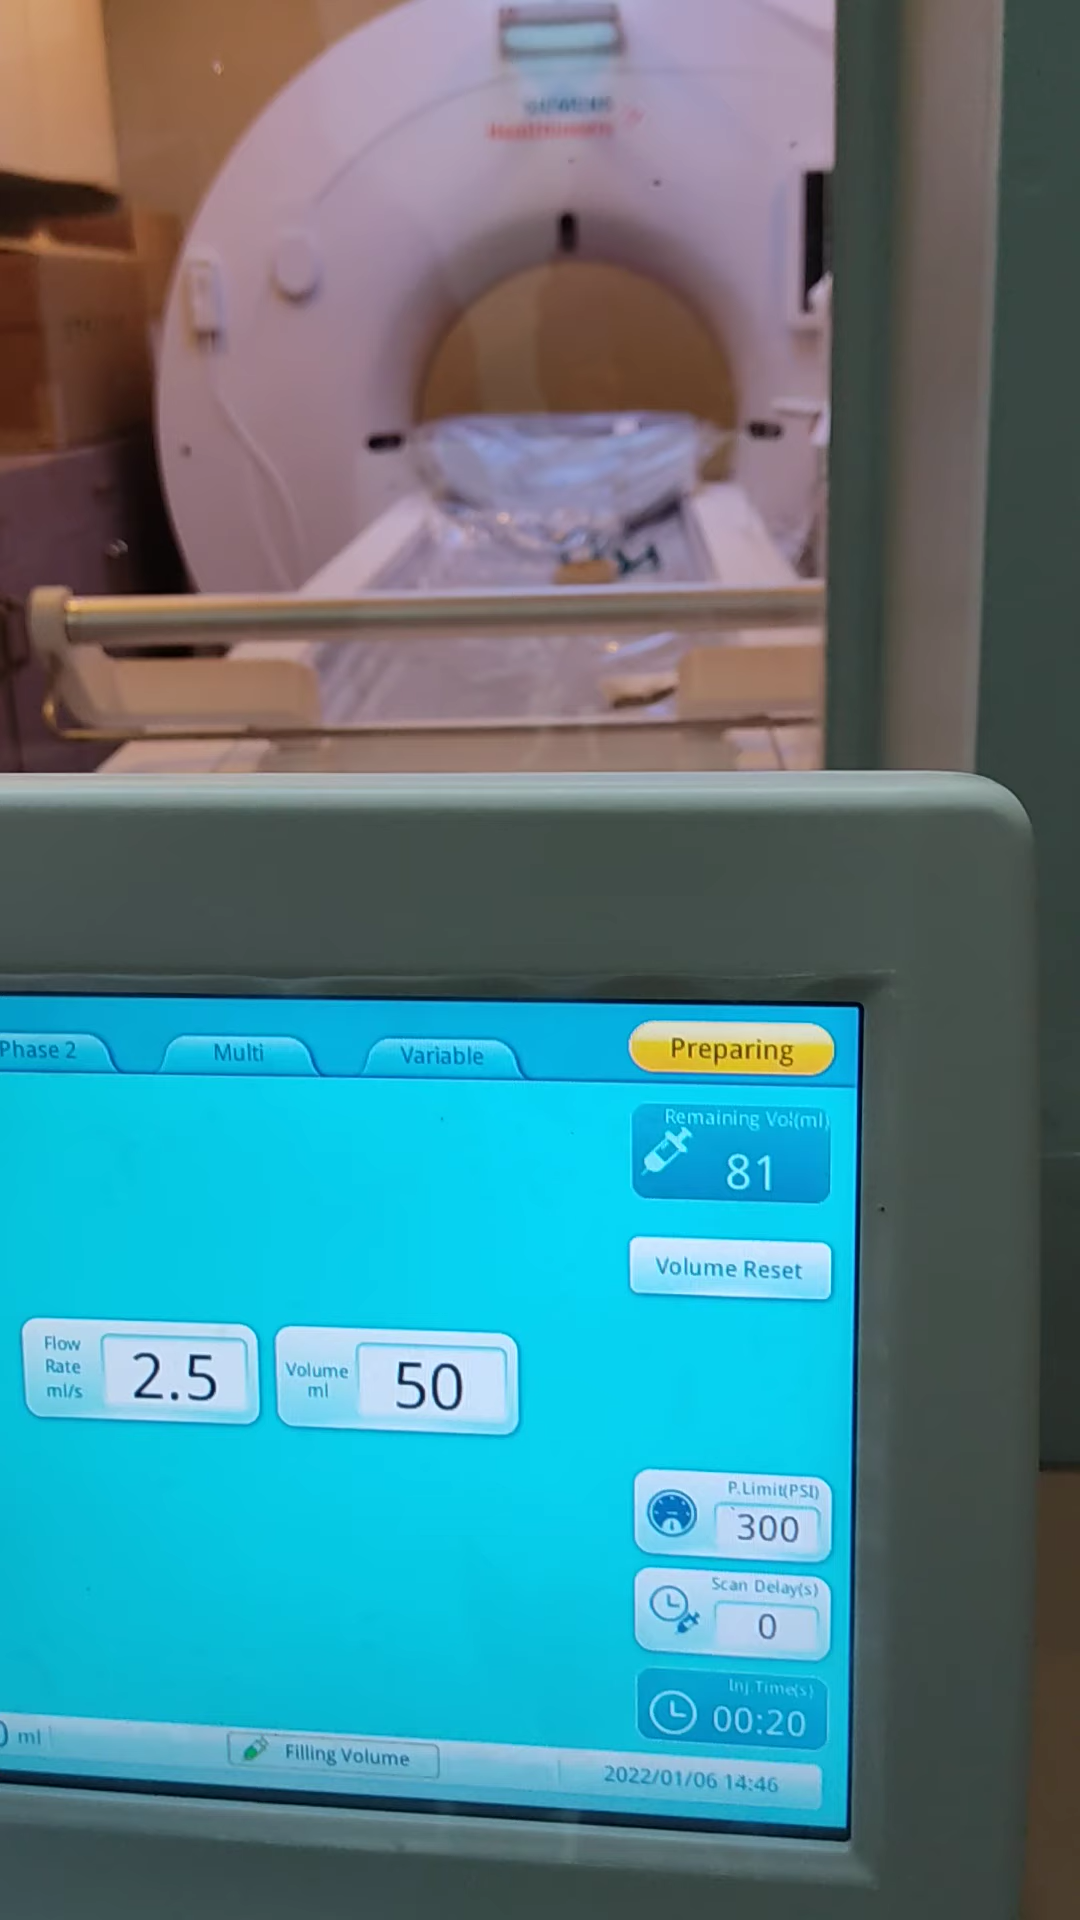 SIEMENS
Healthineers
Phase 2
Multi
Variable
Preparing
Remaining Vol(ml)
81
Volume Reset
Flow
Rate
ml/s
2.5
Volume
ml
50
P.Limit(PSI)
300
Scan Delay(s)
0
Inj.Time(s)
00:20
ml
Filling Volume
2022/01/06 14:46